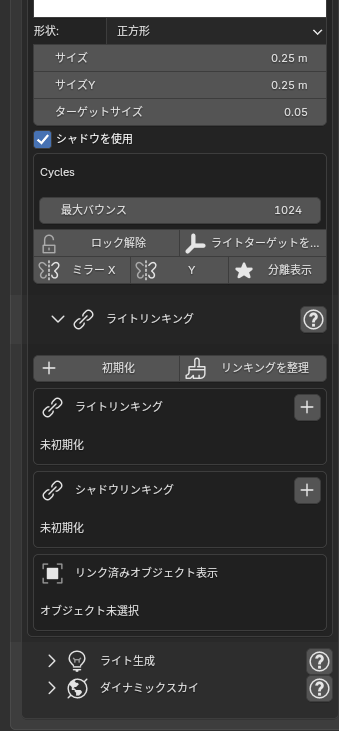 形状: 正方形
サイズ 0.25 m
サイズY 0.25 m
ターゲットサイズ 0.05
シャドウを使用
Cycles
最大バウンス 1024
ロック解除 ライトターゲットを...
ミラー X Y 分離表示
ライトリンキング
初期化 リンキングを整理
ライトリンキング
未初期化
シャドウリンキング
未初期化
リンク済みオブジェクト表示
オブジェクト未選択
ライト生成
ダイナミックスカイ